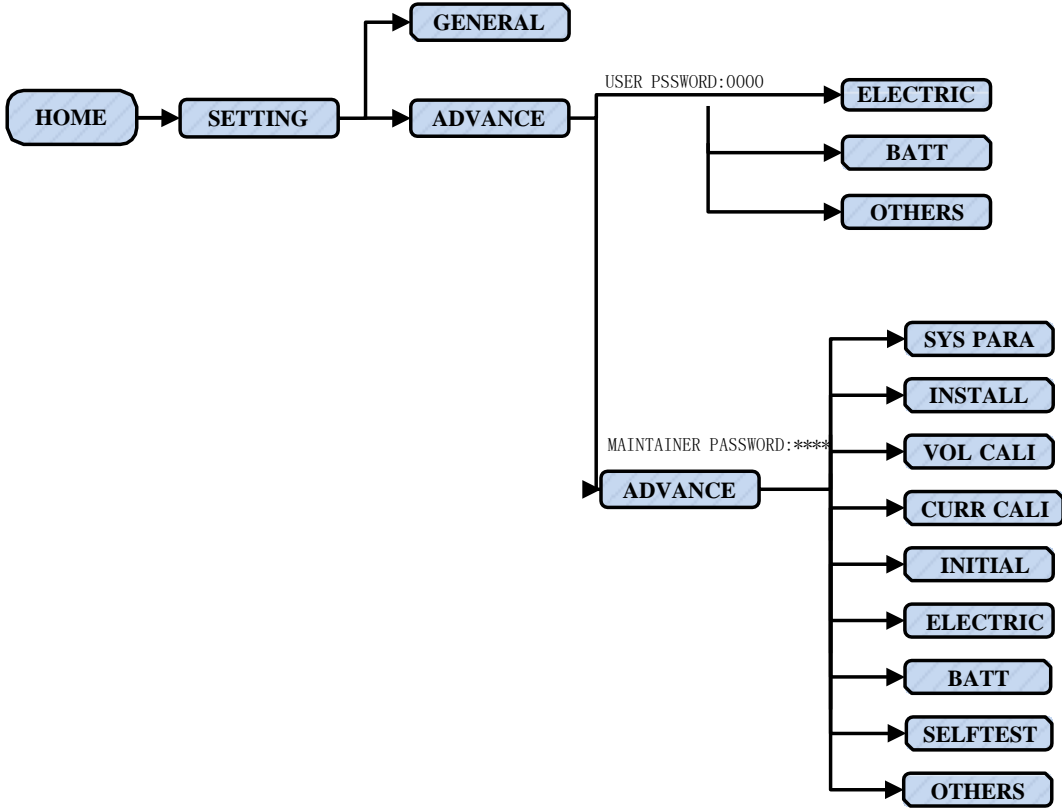 GENERAL
HOME
SETTING
ADVANCE
USER PSSWORD:0000
ELECTRIC
BATT
OTHERS
MAINTAINER PASSWORD:****
ADVANCE
SYS PARA
INSTALL
VOL CALI
CURR CALI
INITIAL
ELECTRIC
BATT
SELFTEST
OTHERS